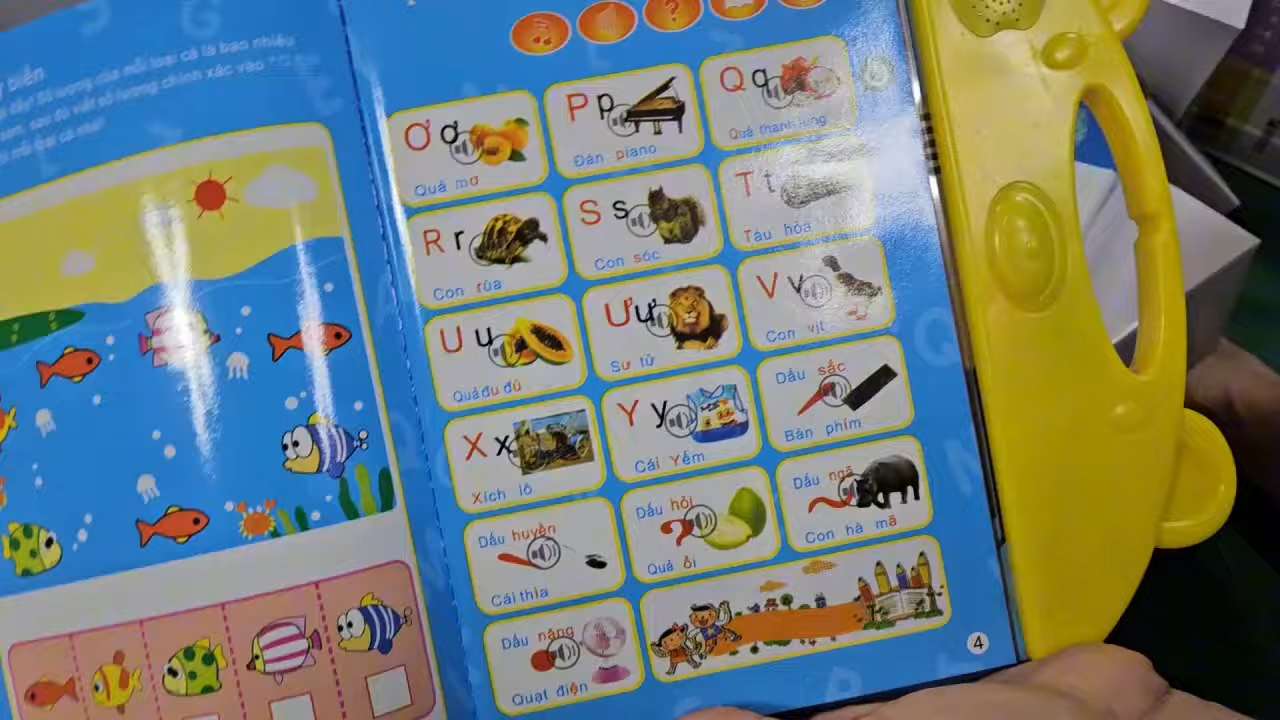 Ơ ơ
Quả mơ
P p
Đàn piano
Q q
Quả thanh long
R r
Con rùa
S s
Con sóc
T t
Tàu hỏa
U u
Quả đu đủ
Ư ư
Sư tử
V v
Con vịt
X x
Xích lô
Y y
Cái Yếm
Dấu sắc
Bàn phím
Dấu huyền
Cái thìa
Dấu hỏi
Quả ổi
Dấu ngã
Con hà mã
Dấu nặng
Quạt điện
4